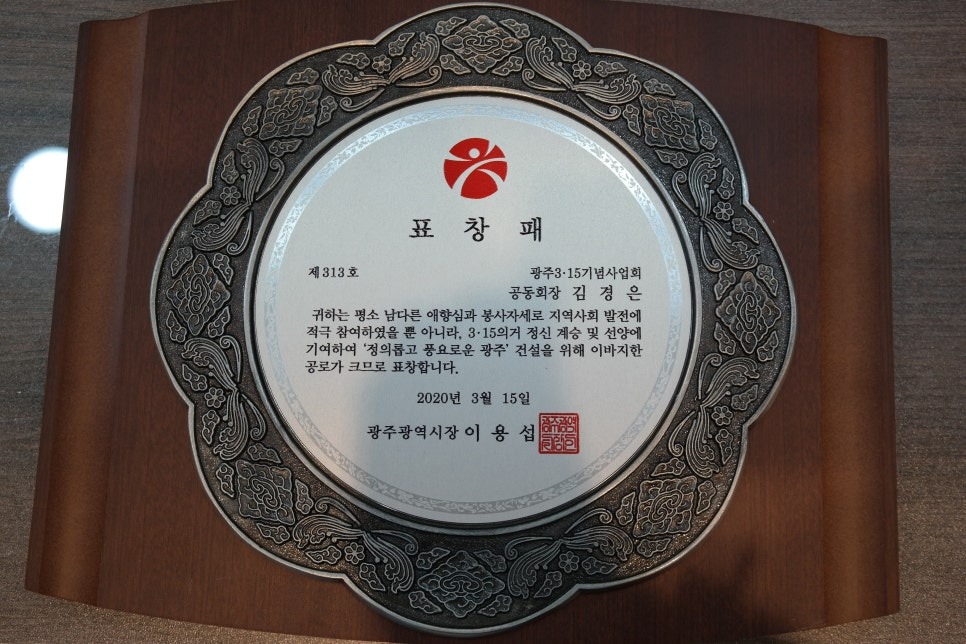 표 창 패
제313호
광주3·15기념사업회
공동회장 김 경 은
귀하는 평소 남다른 애향심과 봉사자세로 지역사회 발전에
적극 참여하였을 뿐 아니라, 3·15의거 정신 계승 및 선양에
기여하여 '정의롭고 풍요로운 광주' 건설을 위해 이바지한
공로가 크므로 표창합니다.
2020년 3월 15일
광주광역시장 이 용 섭